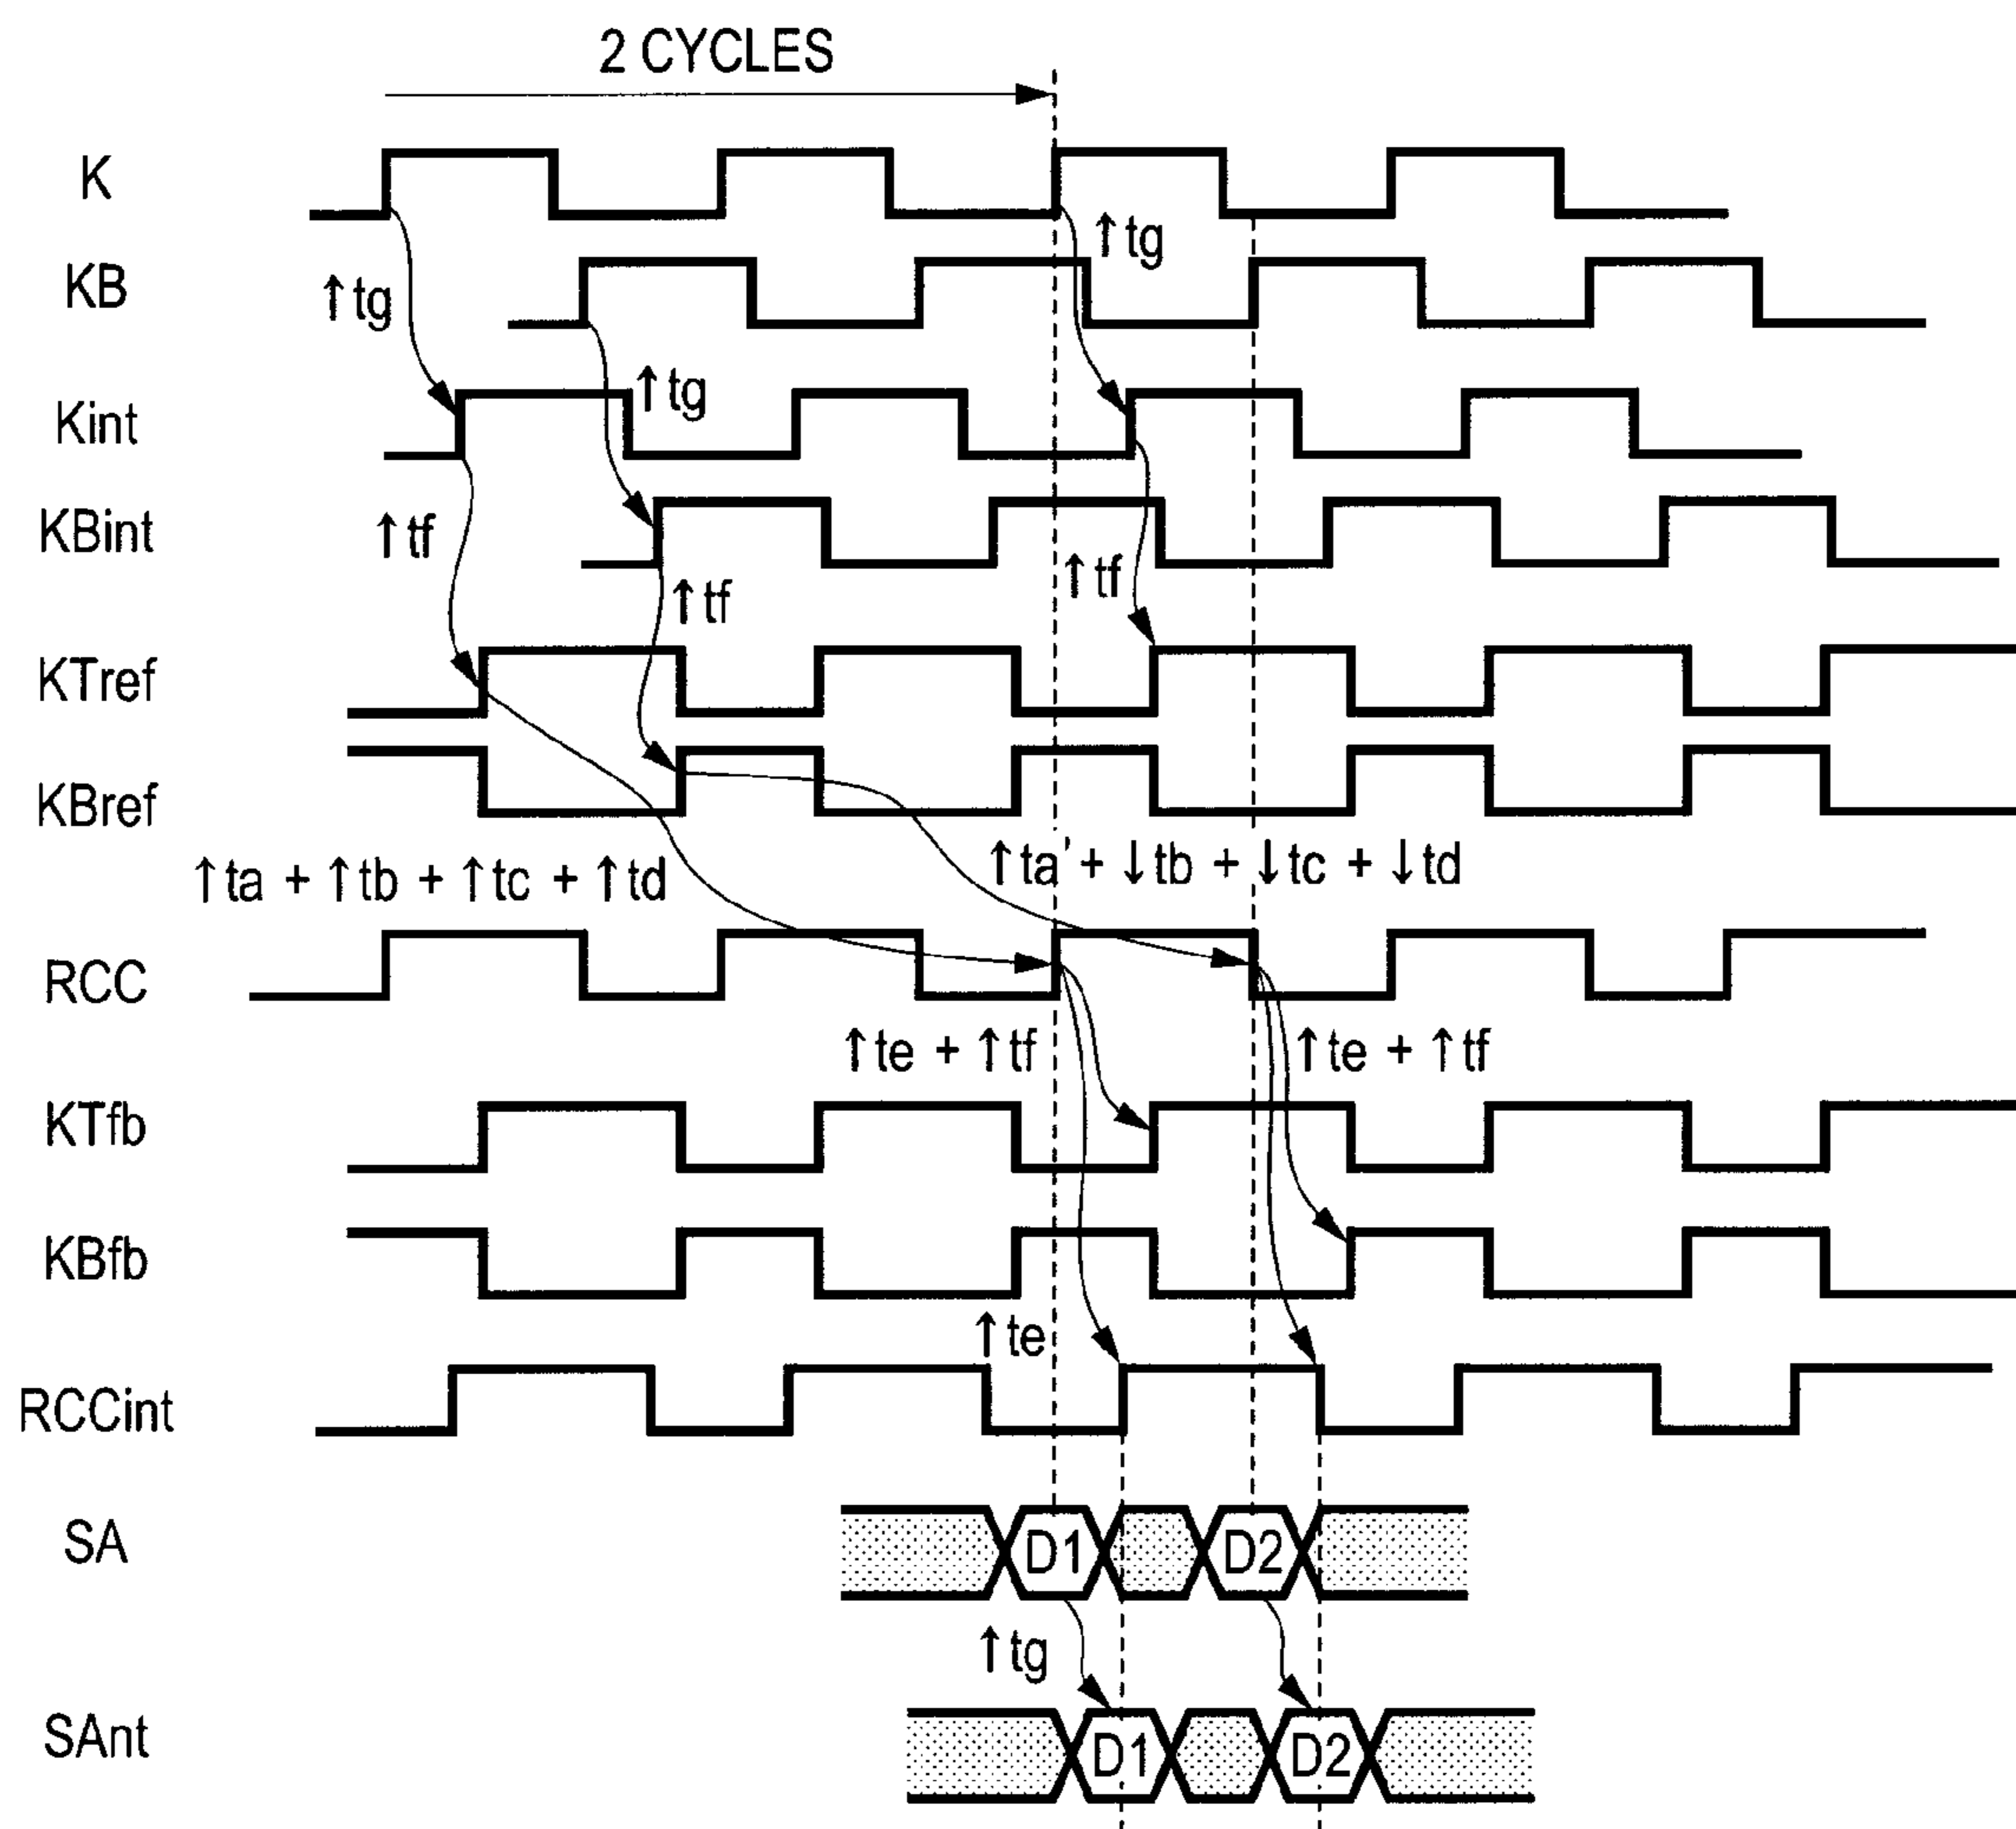 2 CYCLES
K
↑tg
KB
↑tg
↑tg
Kint
KBint
↑tf
↑tf
↑tf
KTref
KBref
↑ta + ↑tb + ↑tc + ↑td
↑ta' + ↓tb + ↓tc + ↓td
RCC
↑te + ↑tf
↑te + ↑tf
KTfb
KBfb
↑te
RCCint
SA
D1
D2
↑tg
SAnt
D1
D2